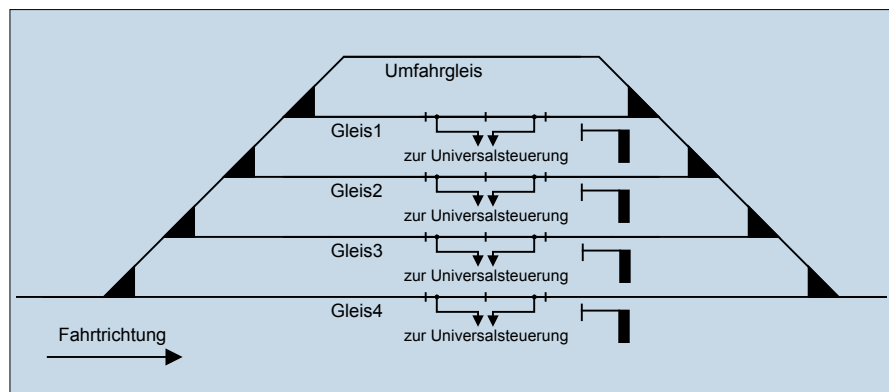 Umfahrgleis
Gleis1
zur Universalsteuerung
Gleis2
zur Universalsteuerung
Gleis3
zur Universalsteuerung
Gleis4
Fahrtrichtung
zur Universalsteuerung